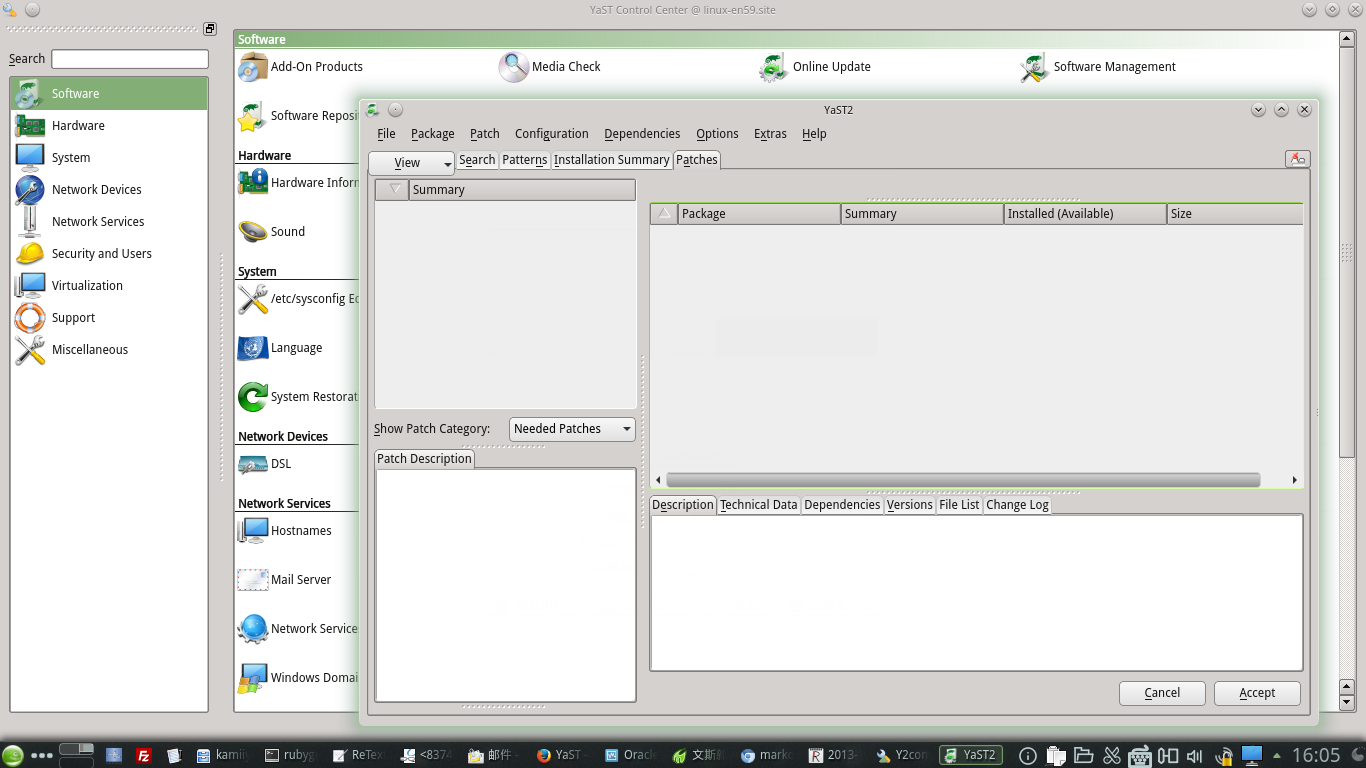 YaST Control Center @ linux-en59.site
Search
Software
Hardware
System
Network Devices
Network Services
Security and Users
Virtualization
Support
Miscellaneous
Software
Add-On Products
Media Check
Online Update
Software Management
Software Reposi
Hardware
Hardware Infor
Sound
System
/etc/sysconfig Ed
Language
System Restorat
Network Devices
DSL
Network Services
Hostnames
Mail Server
Network Service
Windows Domai
YaST2
File Package Patch Configuration Dependencies Options Extras Help
View Search Patterns Installation Summary Patches
Summary
Package Summary Installed (Available) Size
Show Patch Category: Needed Patches
Patch Description
Description Technical Data Dependencies Versions File List Change Log
Cancel Accept
kamii rubyg ReTex <8374 邮件 YaST - Oracl 文斯 marko 2013- Y2con YaST2 16:05